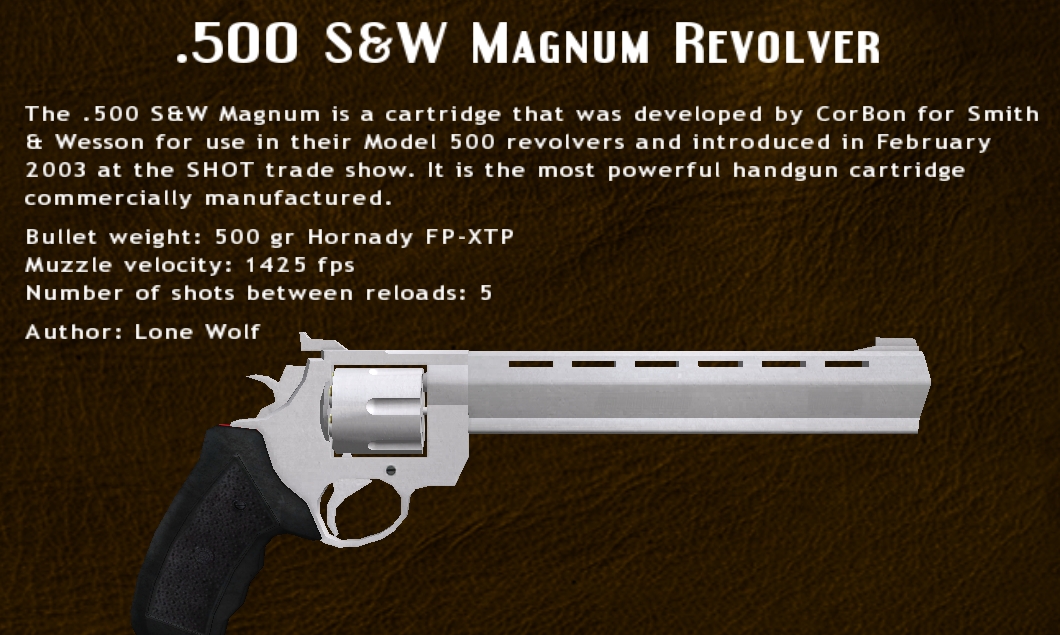 .500 S&W Magnum Revolver
The .500 S&W Magnum is a cartridge that was developed by CorBon for Smith
& Wesson for use in their Model 500 revolvers and introduced in February
2003 at the SHOT trade show. It is the most powerful handgun cartridge
commercially manufactured.
Bullet weight: 500 gr Hornady FP-XTP
Muzzle velocity: 1425 fps
Number of shots between reloads: 5
Author: Lone Wolf